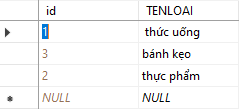 id TENLOAI
1 thức uống
3 bánh kẹo
2 thực phẩm
NULL NULL